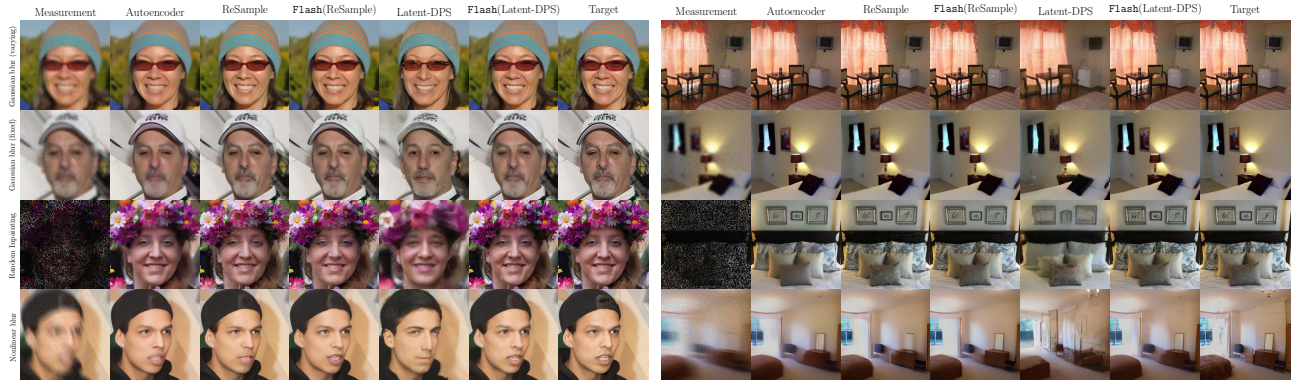 Measurement Autoencoder ReSample Flash(ReSample) Latent-DPS Flash(Latent-DPS) Target
Measurement Autoencoder ReSample Flash(ReSample) Latent-DPS Flash(Latent-DPS) Target
Gaussian blur (varying)
Gaussian blur (fixed)
Random Inpainting
Nonlinear blur